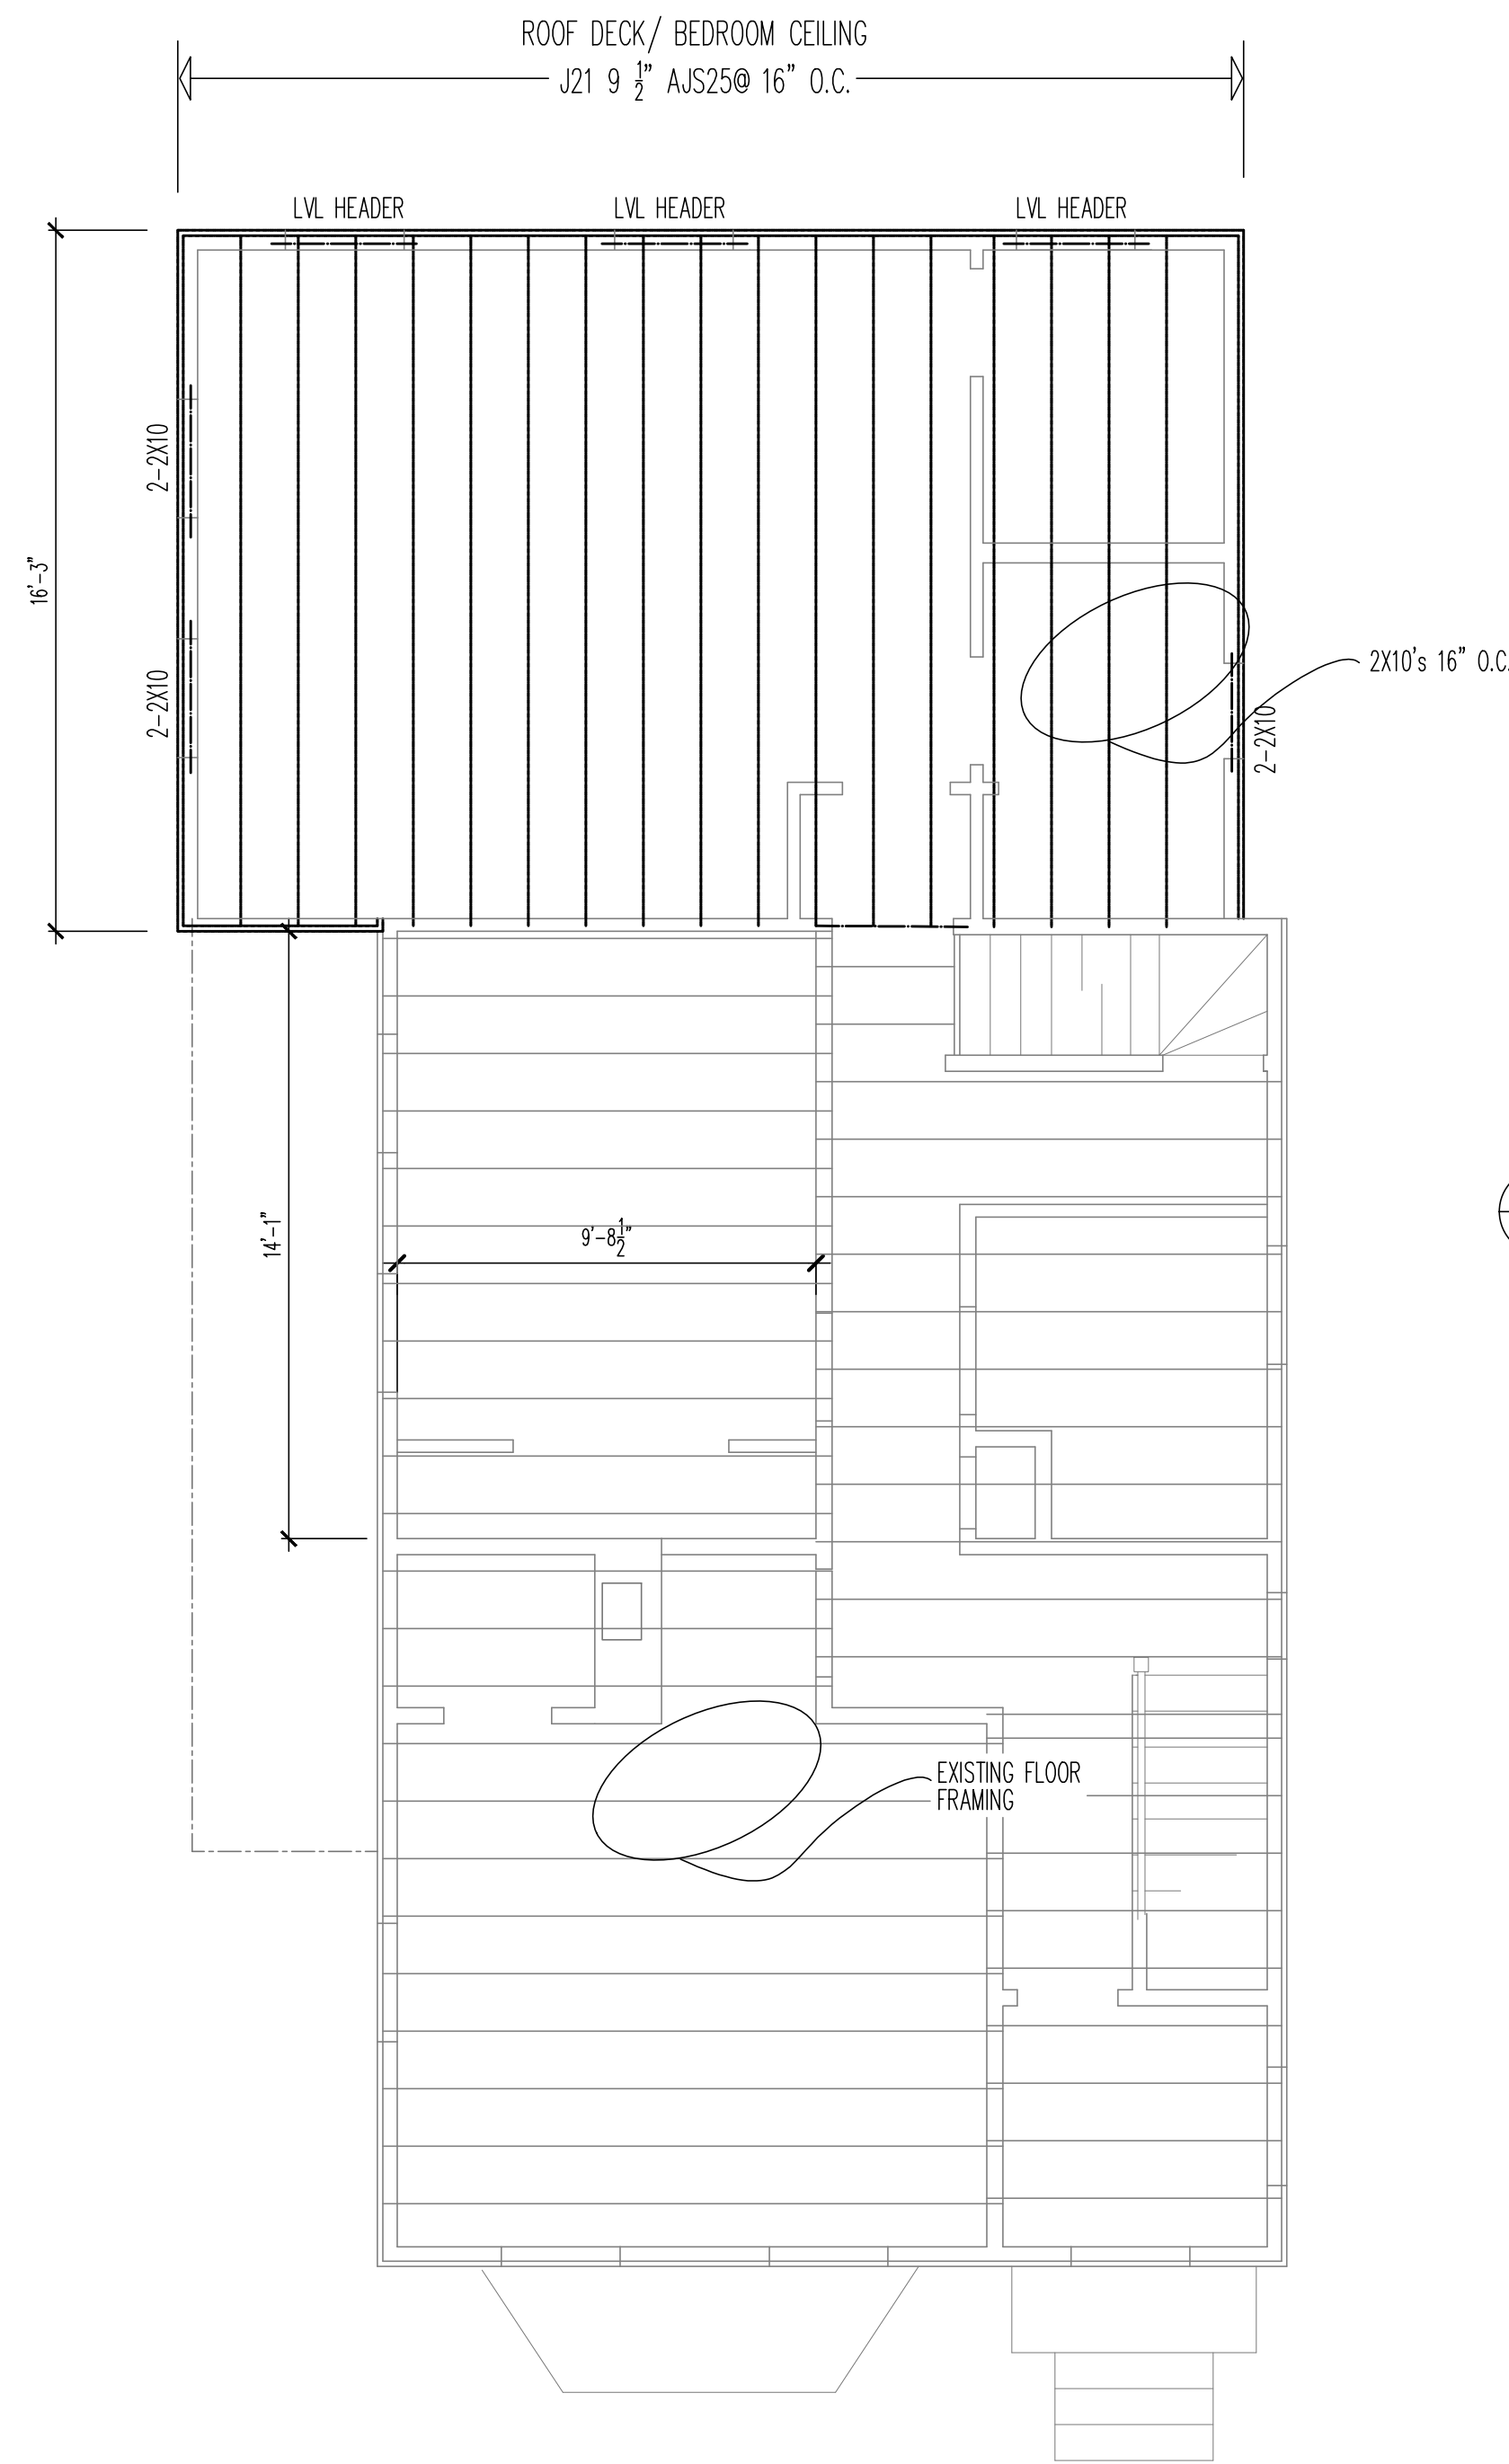 ROOF DECK/ BEDROOM CEILING
J21 9 1/2" AJS25@ 16" O.C.
LVL HEADER LVL HEADER LVL HEADER
2-2X10
16'-3"
2X10's 16" O.C.
2-2X10
2-2X10
14'-1"
9'-8 1/2"
EXISTING FLOOR
FRAMING